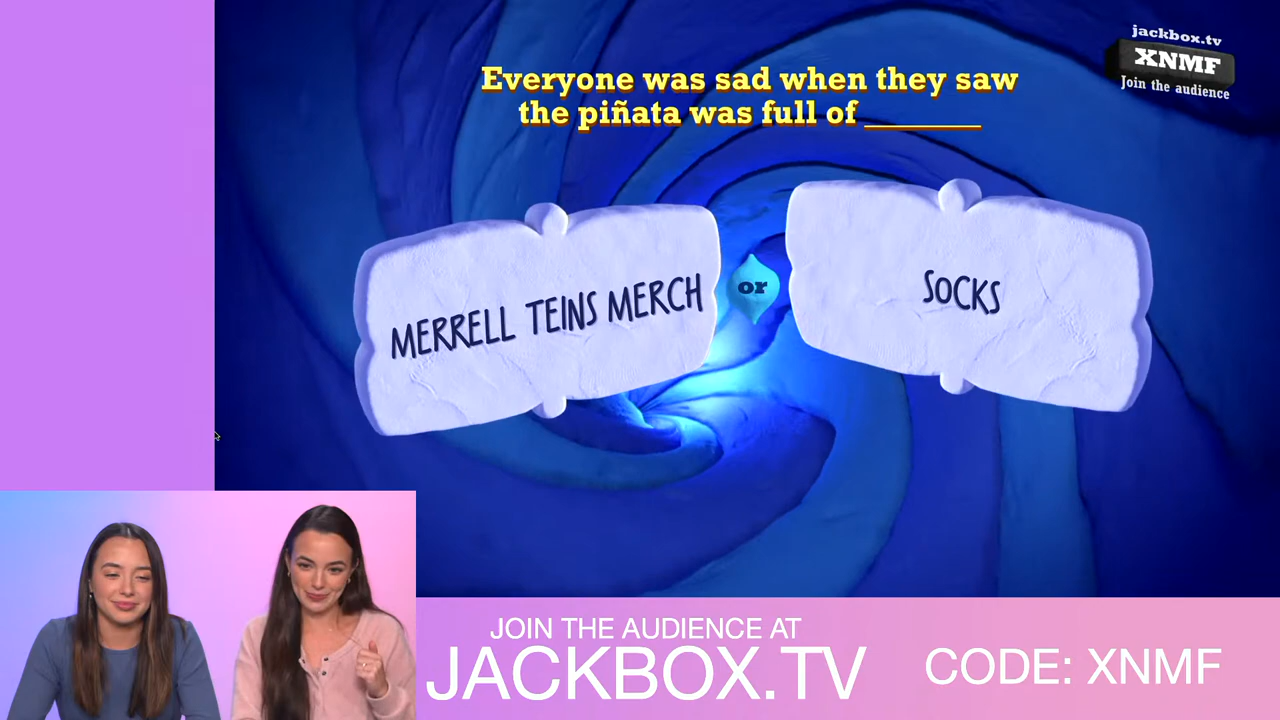 jackbox.tv
XNMF
Join the audience
Everyone was sad when they saw
the piñata was full of _______
MERRELL TEINS MERCH
or
SOCKS
JOIN THE AUDIENCE AT
JACKBOX.TV
CODE: XNMF